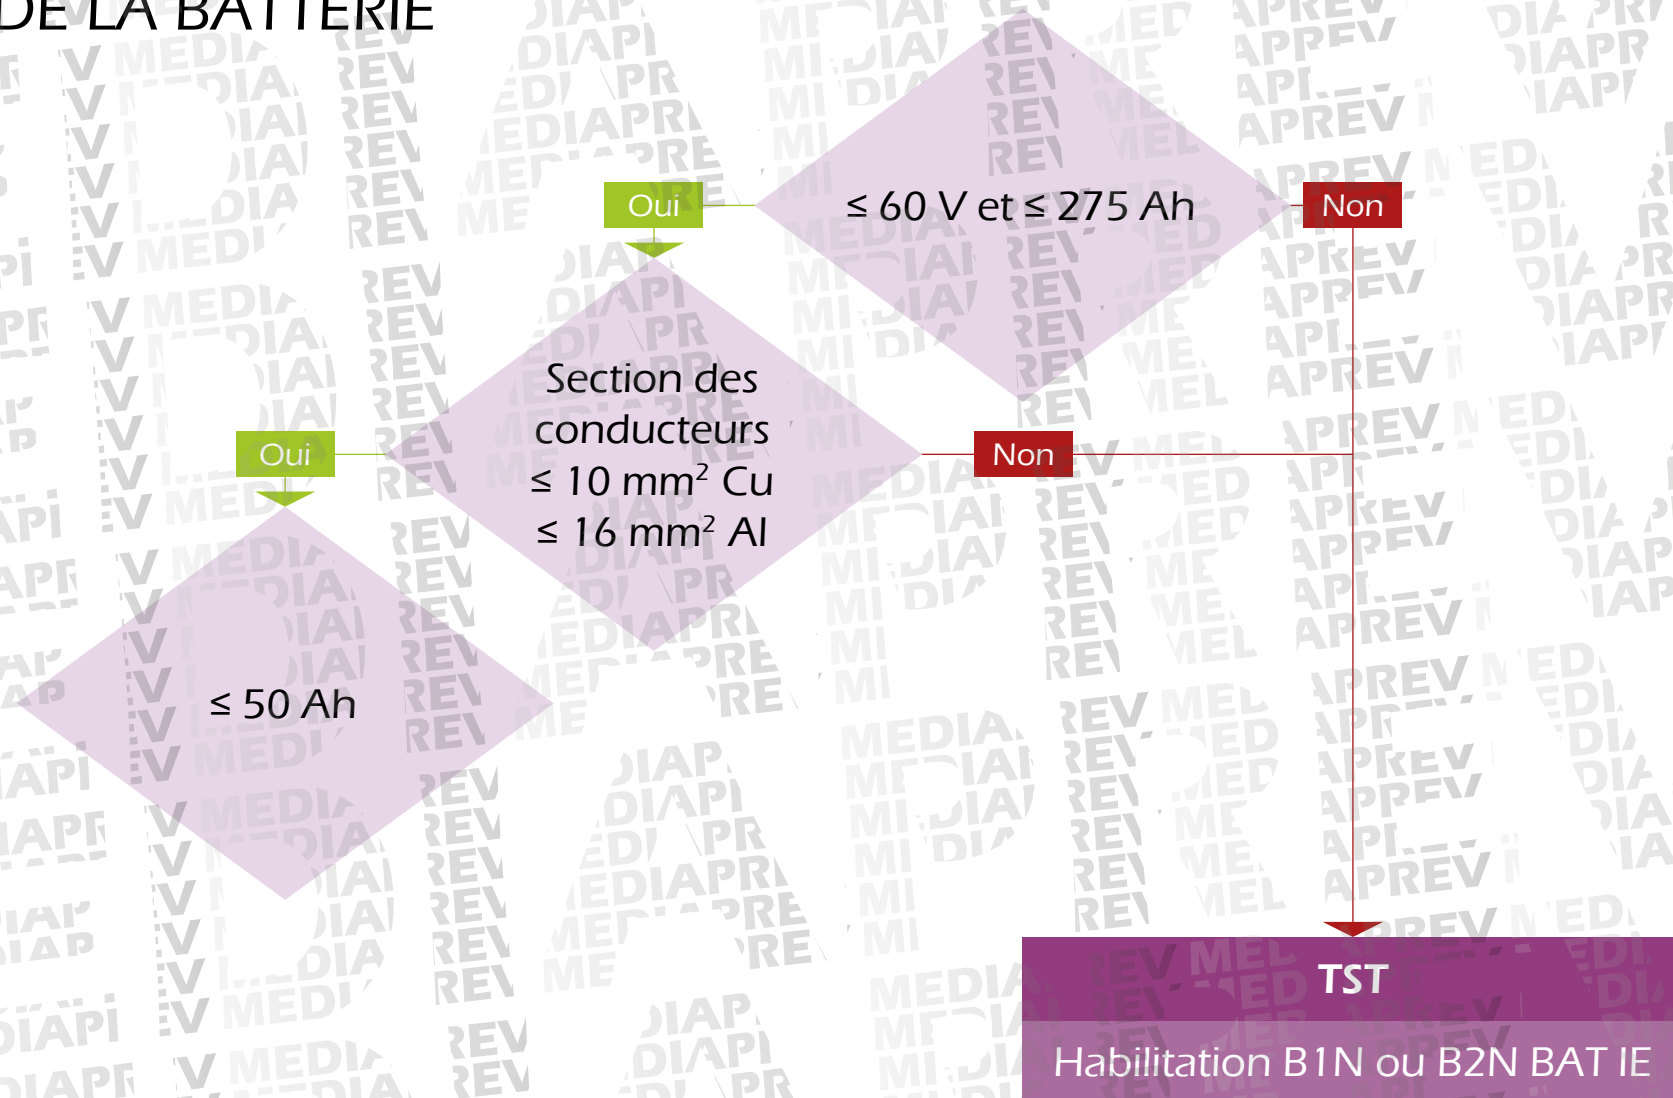 DE LA BATTERIE
Oui
≤ 60 V et ≤ 275 Ah
Non
Section des
conducteurs
≤ 10 mm² Cu
≤ 16 mm² Al
Oui
Non
≤ 50 Ah
TST
Habilitation B1N ou B2N BAT IE